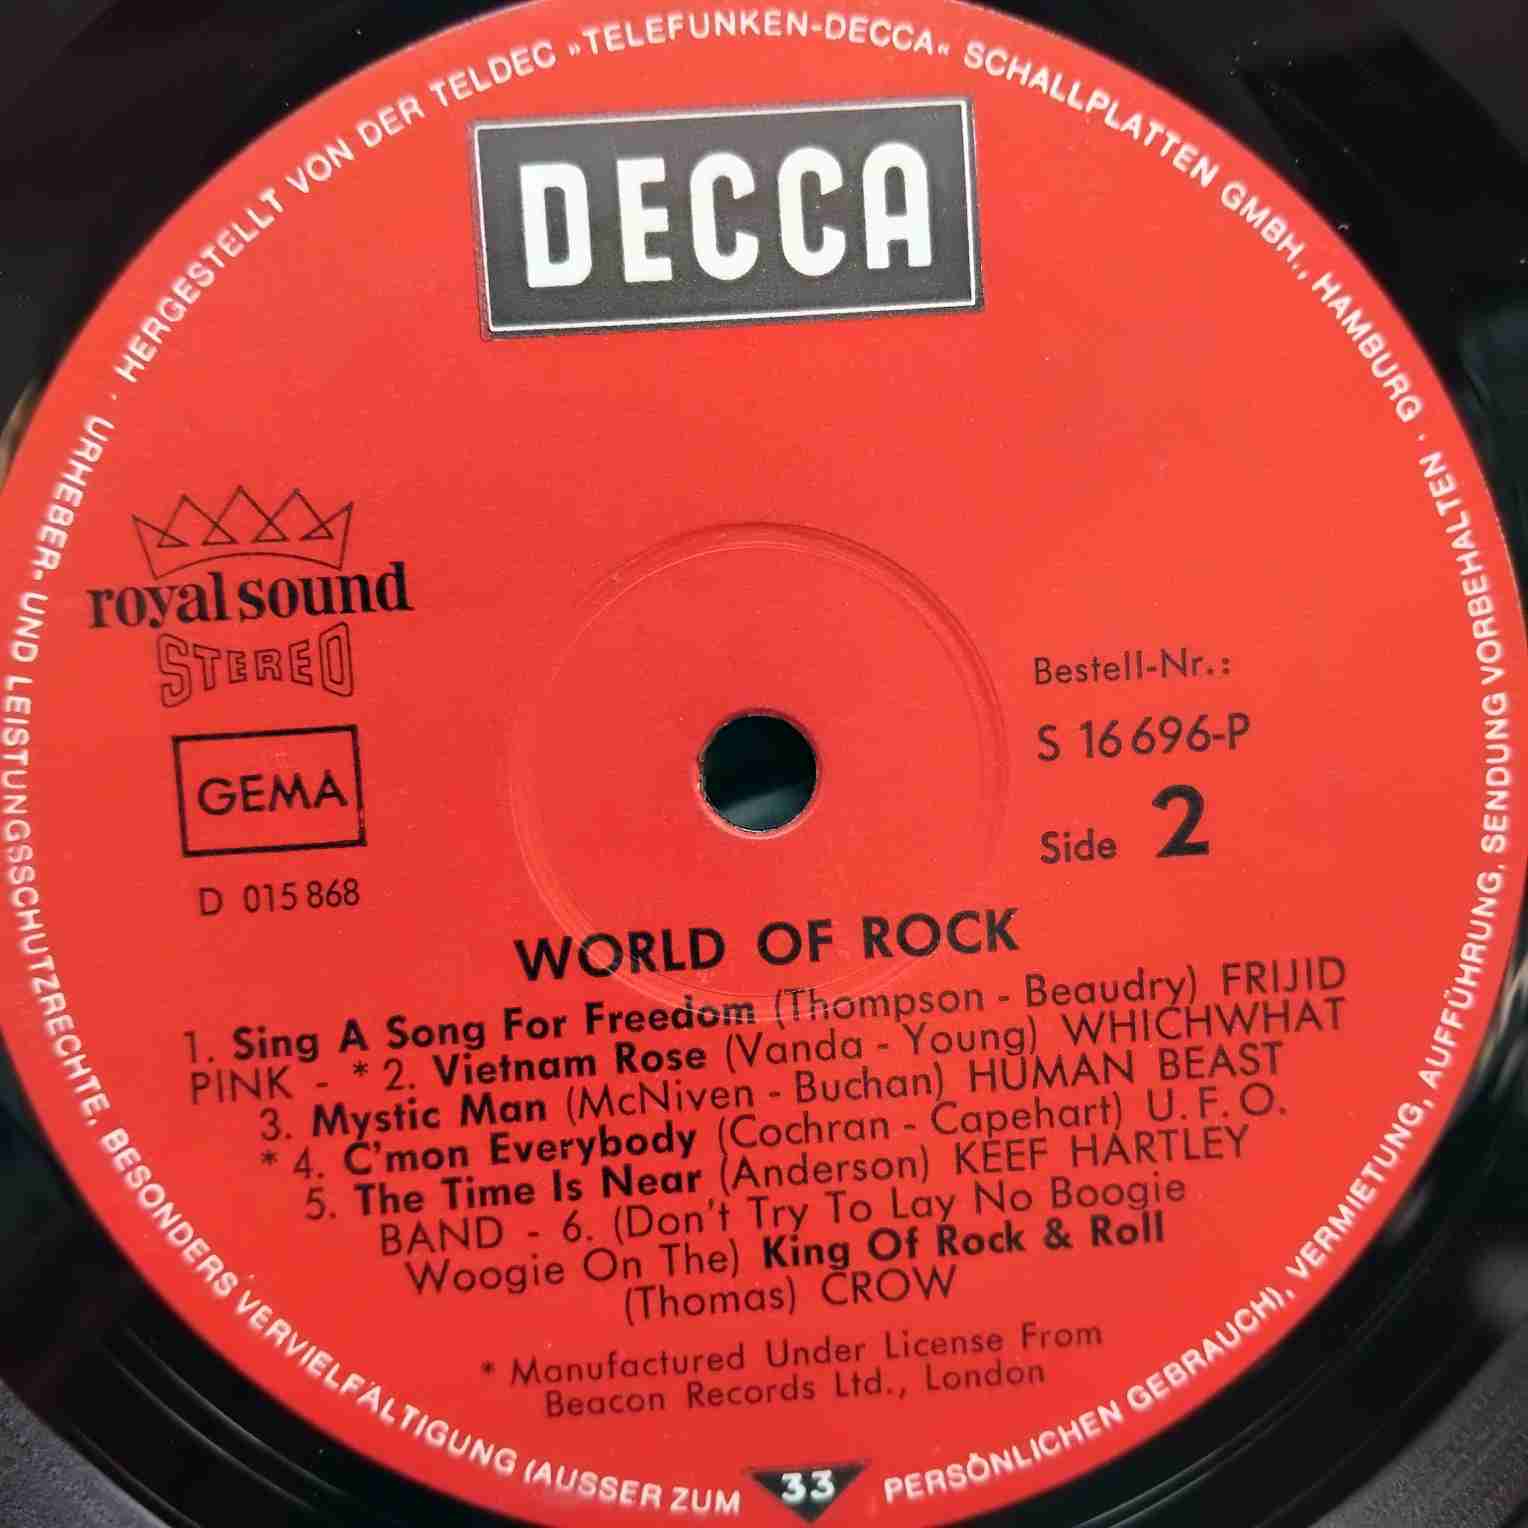 HERGESTELLT VON DER TELDEC »TELEFUNKEN-DECCA« SCHALLPLATTEN GMBH., HAMBURG · URHEBER- UND LEISTUNGSSCHUTZRECHTE, BESONDERS VERVIELFÄLTIGUNG (AUSSER ZUM PERSÖNLICHEN GEBRAUCH), VERMIETUNG, AUFFÜHRUNG, SENDUNG VORBEHALTEN ·
DECCA
royal sound
STEREO
GEMA
D 015 868
Bestell-Nr.:
S 16 696-P
Side 2
WORLD OF ROCK
1. Sing A Song For Freedom (Thompson - Beaudry) FRIJID
PINK - * 2. Vietnam Rose (Vanda - Young) WHICHWHAT
3. Mystic Man (McNiven - Buchan) HUMAN BEAST
* 4. C'mon Everybody (Cochran - Capehart) U. F. O.
5. The Time Is Near (Anderson) KEEF HARTLEY
BAND - 6. (Don't Try To Lay No Boogie
Woogie On The) King Of Rock & Roll
(Thomas) CROW
* Manufactured Under License From
Beacon Records Ltd., London
33